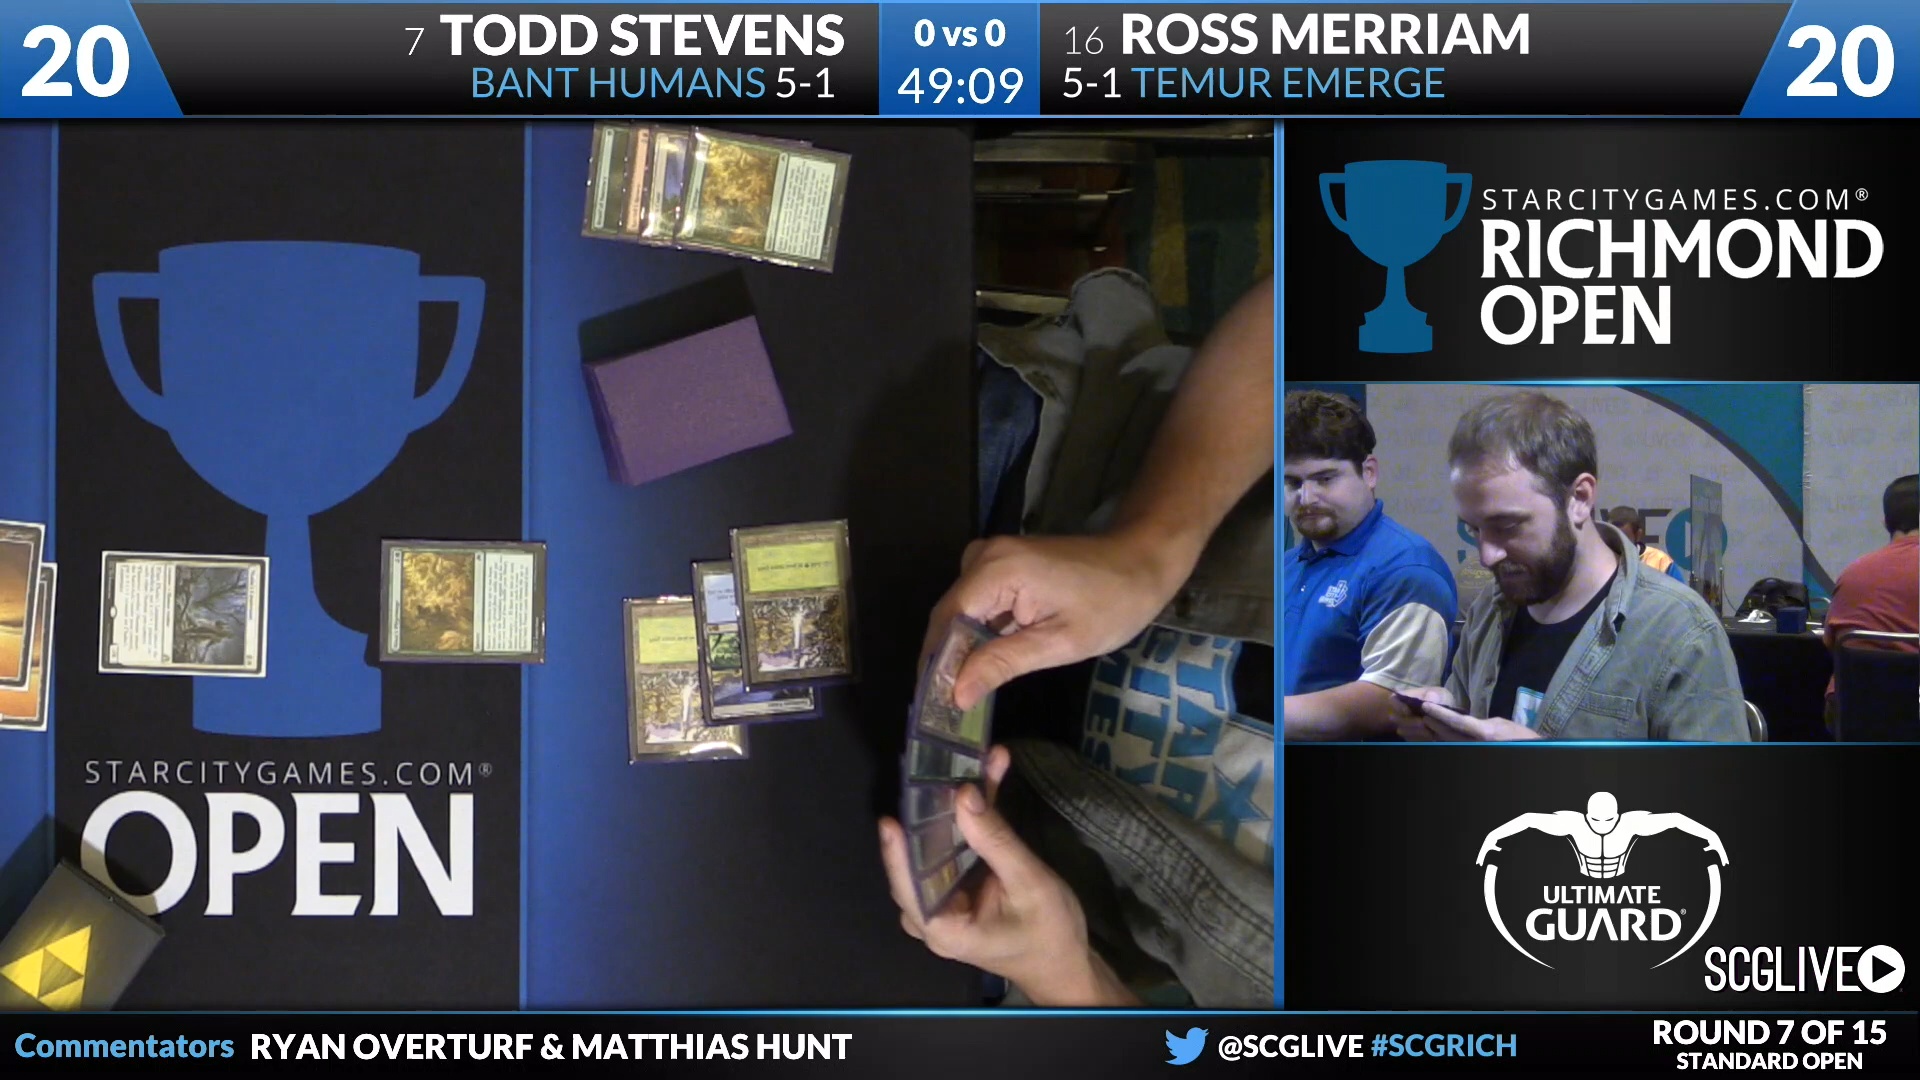 20
7 TODD STEVENS
BANT HUMANS 5-1
0 vs 0
49:09
16 ROSS MERRIAM
5-1 TEMUR EMERGE
20
STARCITYGAMES.COM®
RICHMOND
OPEN
STARCITYGAMES.COM®
OPEN
ULTIMATE
GUARD®
SCGLIVE
Commentators RYAN OVERTURF & MATTHIAS HUNT
@SCGLIVE #SCGRICH
ROUND 7 OF 15
STANDARD OPEN